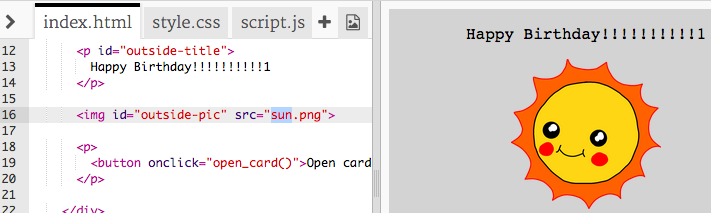 index.html style.css script.js +
12 <p id="outside-title">
13 Happy Birthday!!!!!!!!!!1
14 </p>
15
16 <img id="outside-pic" src="sun.png">
17
18 <p>
19 <button onclick="open_card()">Open card
20 </p>
21
22 </div>
Happy Birthday!!!!!!!!!!1